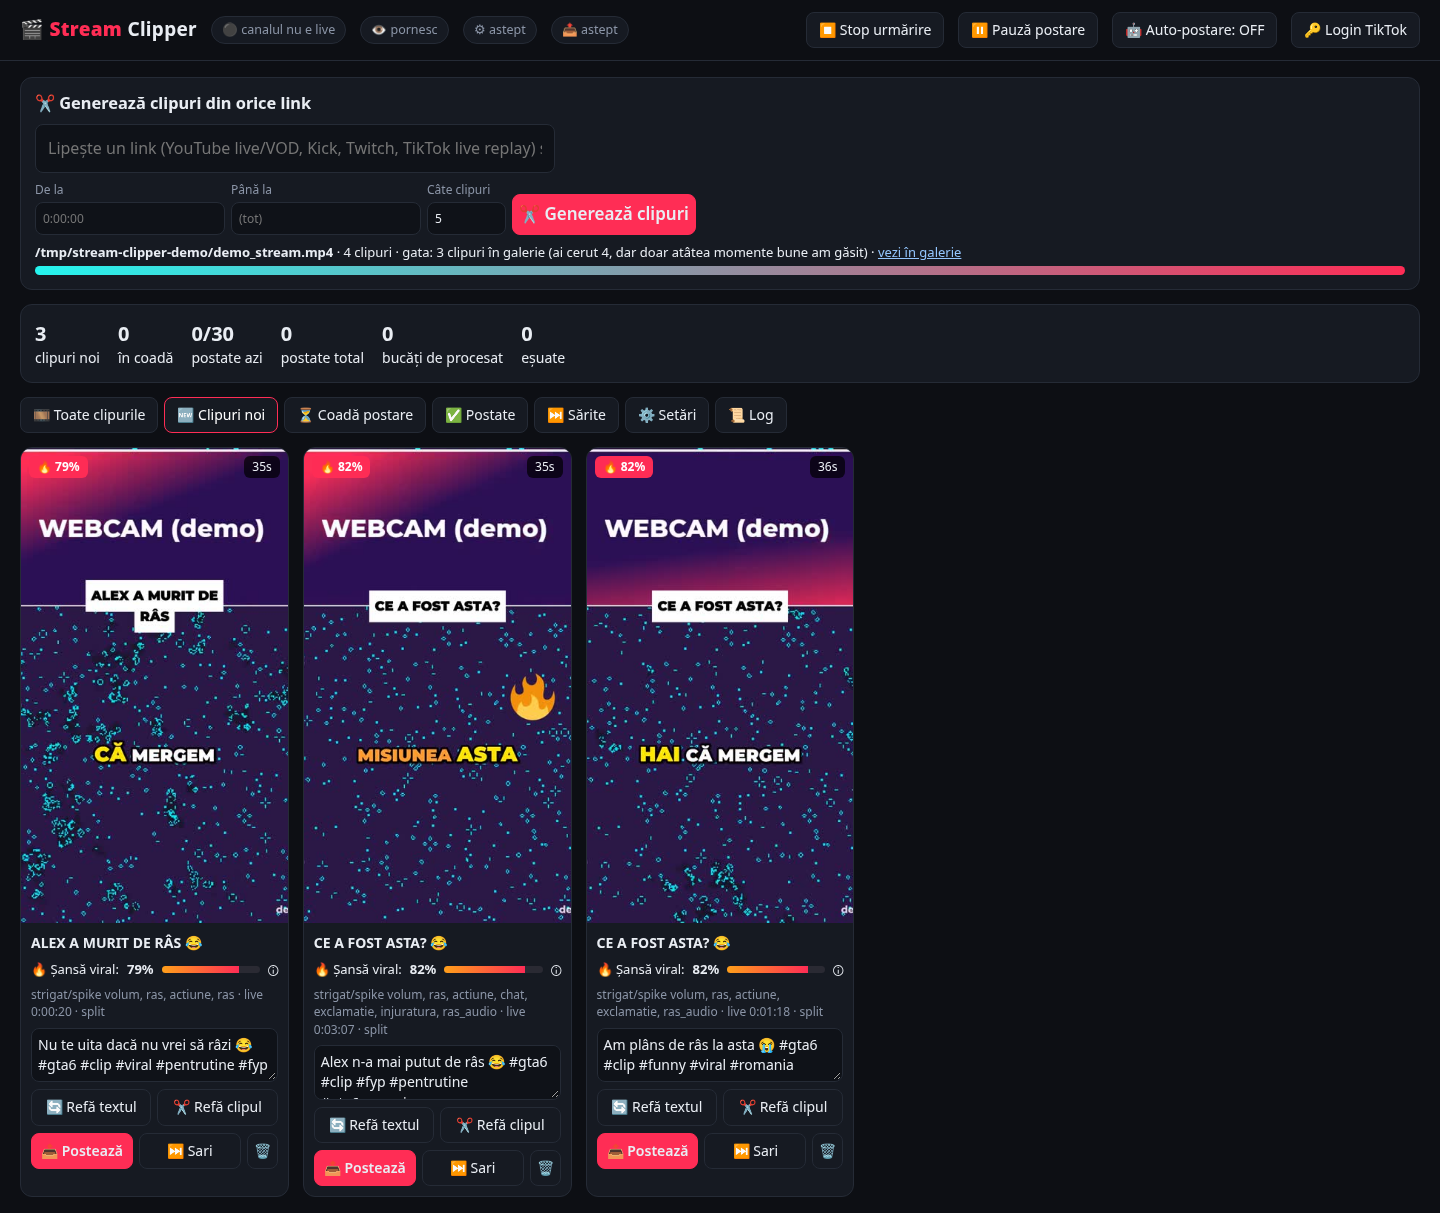 🎬 Stream Clipper
canalul nu e live
👁️ pornesc
⚙ astept
📤 astept
⏹️ Stop urmărire
⏸️ Pauză postare
🤖 Auto-postare: OFF
🔑 Login TikTok
✂️ Generează clipuri din orice link
Lipește un link (YouTube live/VOD, Kick, Twitch, TikTok live replay)
De la
Până la
Câte clipuri
0:00:00
(tot)
5
✂️ Generează clipuri
/tmp/stream-clipper-demo/demo_stream.mp4 · 4 clipuri · gata: 3 clipuri în galerie (ai cerut 4, dar doar atâtea momente bune am găsit) · vezi în galerie
3
clipuri noi
0
în coadă
0/30
postate azi
0
postate total
0
bucăți de procesat
0
eșuate
🎞️ Toate clipurile
🆕 Clipuri noi
⏳ Coadă postare
✅ Postate
⏭️ Sărite
⚙️ Setări
📜 Log
🔥 79%
35s
WEBCAM (demo)
ALEX A MURIT DE
RÂS
CĂ MERGEM
de
ALEX A MURIT DE RÂS 😂
🔥 Șansă viral: 79%
strigat/spike volum, ras, actiune, ras · live
0:00:20 · split
Nu te uita dacă nu vrei să râzi 😂
#gta6 #clip #viral #pentrutine #fyp
🔄 Refă textul
✂️ Refă clipul
📥 Postează
⏭️ Sari
🔥 82%
35s
WEBCAM (demo)
CE A FOST ASTA?
MISIUNEA ASTA
de
CE A FOST ASTA? 😂
🔥 Șansă viral: 82%
strigat/spike volum, ras, actiune, chat,
exclamatie, injuratura, ras_audio · live
0:03:07 · split
Alex n-a mai putut de râs 😂 #gta6
#clip #fyp #pentrutine
🔄 Refă textul
✂️ Refă clipul
📥 Postează
⏭️ Sari
🔥 82%
36s
WEBCAM (demo)
CE A FOST ASTA?
HAI CĂ MERGEM
de
CE A FOST ASTA? 😂
🔥 Șansă viral: 82%
strigat/spike volum, ras, actiune,
exclamatie, ras_audio · live 0:01:18 · split
Am plâns de râs la asta 😭 #gta6
#clip #funny #viral #romania
🔄 Refă textul
✂️ Refă clipul
📥 Postează
⏭️ Sari